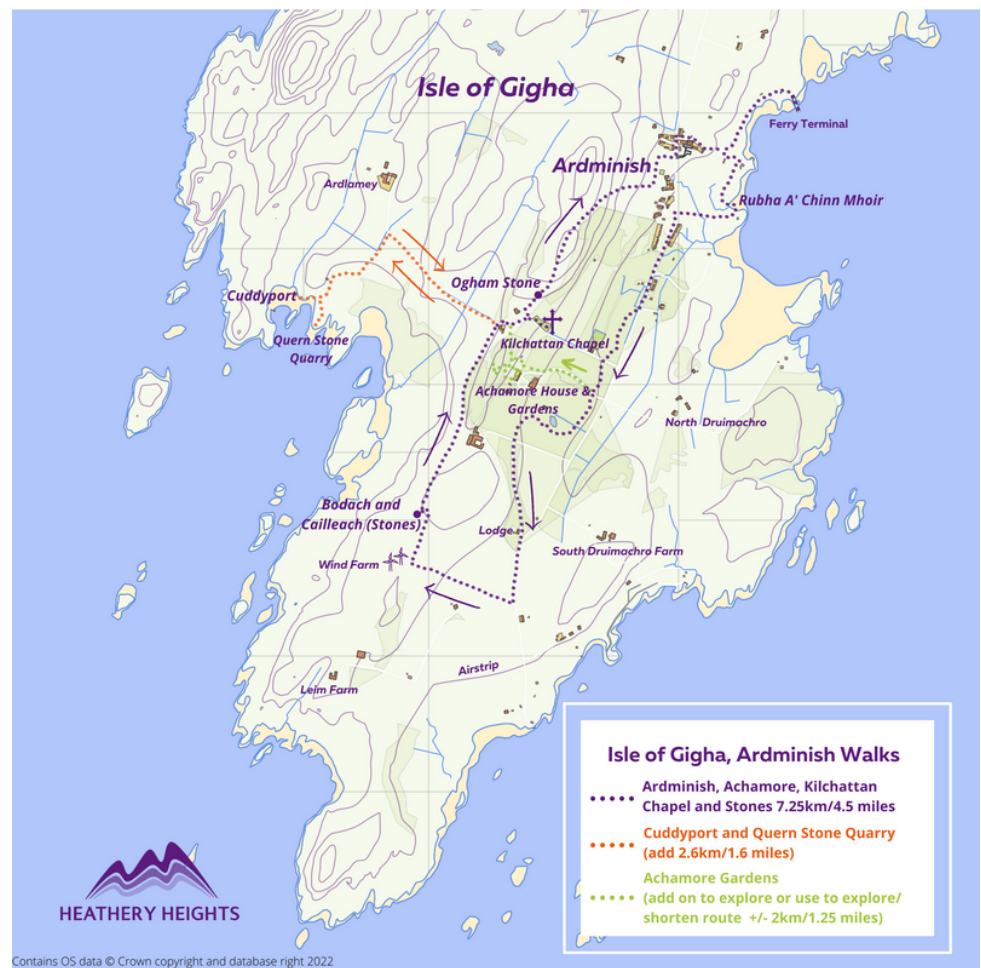 Isle of Gigha
Ferry Terminal
Ardminish
Ardlamey
Rubha A' Chinn Mhoir
Ogham Stone
Cuddyport
Quern Stone
Quarry
Kilchattan Chapel
Achamore House &
Gardens
North Druimachro
Bodach and
Cailleach (Stones)
Lodge
South Druimachro Farm
Wind Farm
Airstrip
Leim Farm
Isle of Gigha, Ardminish Walks
Ardminish, Achamore, Kilchattan
Chapel and Stones 7.25km/4.5 miles
Cuddyport and Quern Stone Quarry
(add 2.6km/1.6 miles)
Achamore Gardens
(add on to explore or use to explore/
shorten route +/- 2km/1.25 miles)
HEATHERY HEIGHTS
Contains OS data © Crown copyright and database right 2022